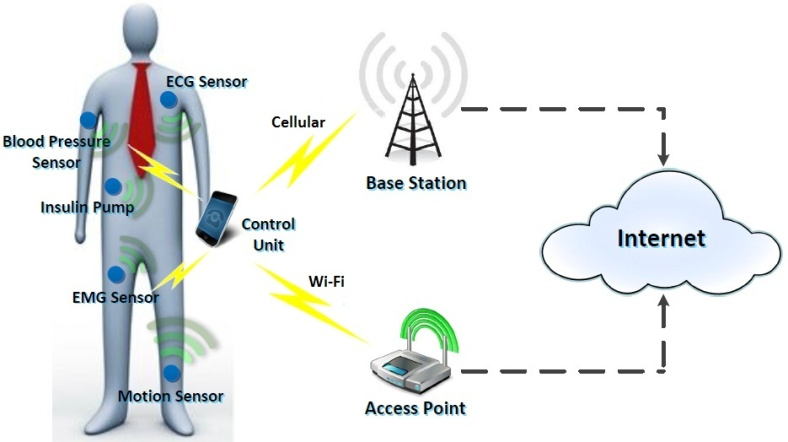 ECG Sensor
Blood Pressure
Sensor
Insulin Pump
EMG Sensor
Motion Sensor
Control
Unit
Cellular
Wi-Fi
Base Station
Access Point
Internet